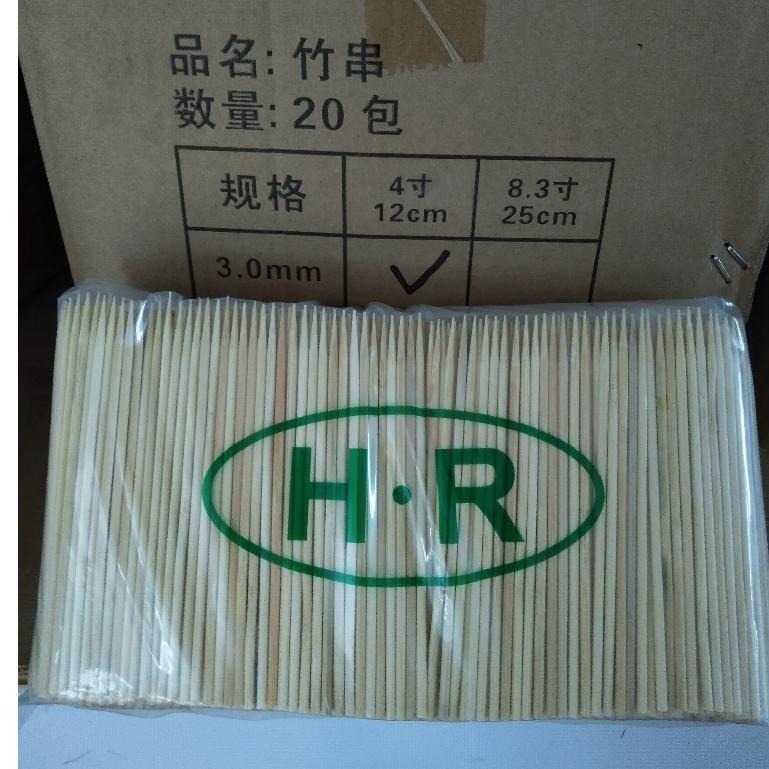 品名: 竹串
数量: 20 包
规格 4寸 12cm 8.3寸 25cm
3.0mm ✓
H·R